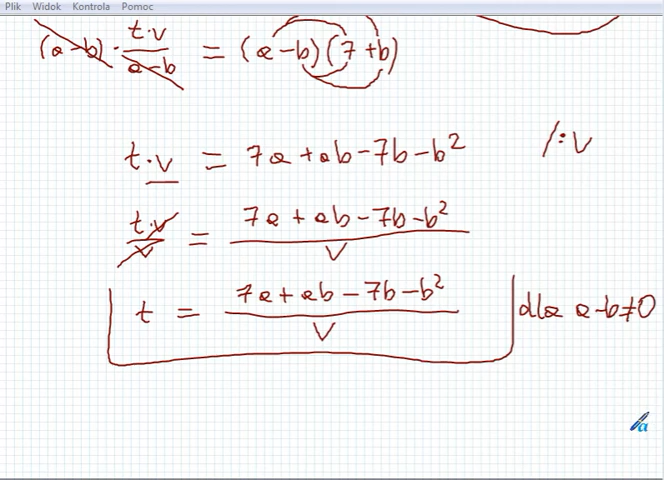 Plik Widok Kontrola Pomoc
(a-b) · t·v/a-b = (a-b)(7+b)
t·v = 7a+ab-7b-b² /:v
t·v/v = 7a+ab-7b-b²/v
t = 7a+ab-7b-b²/v dla a-b≠0
a